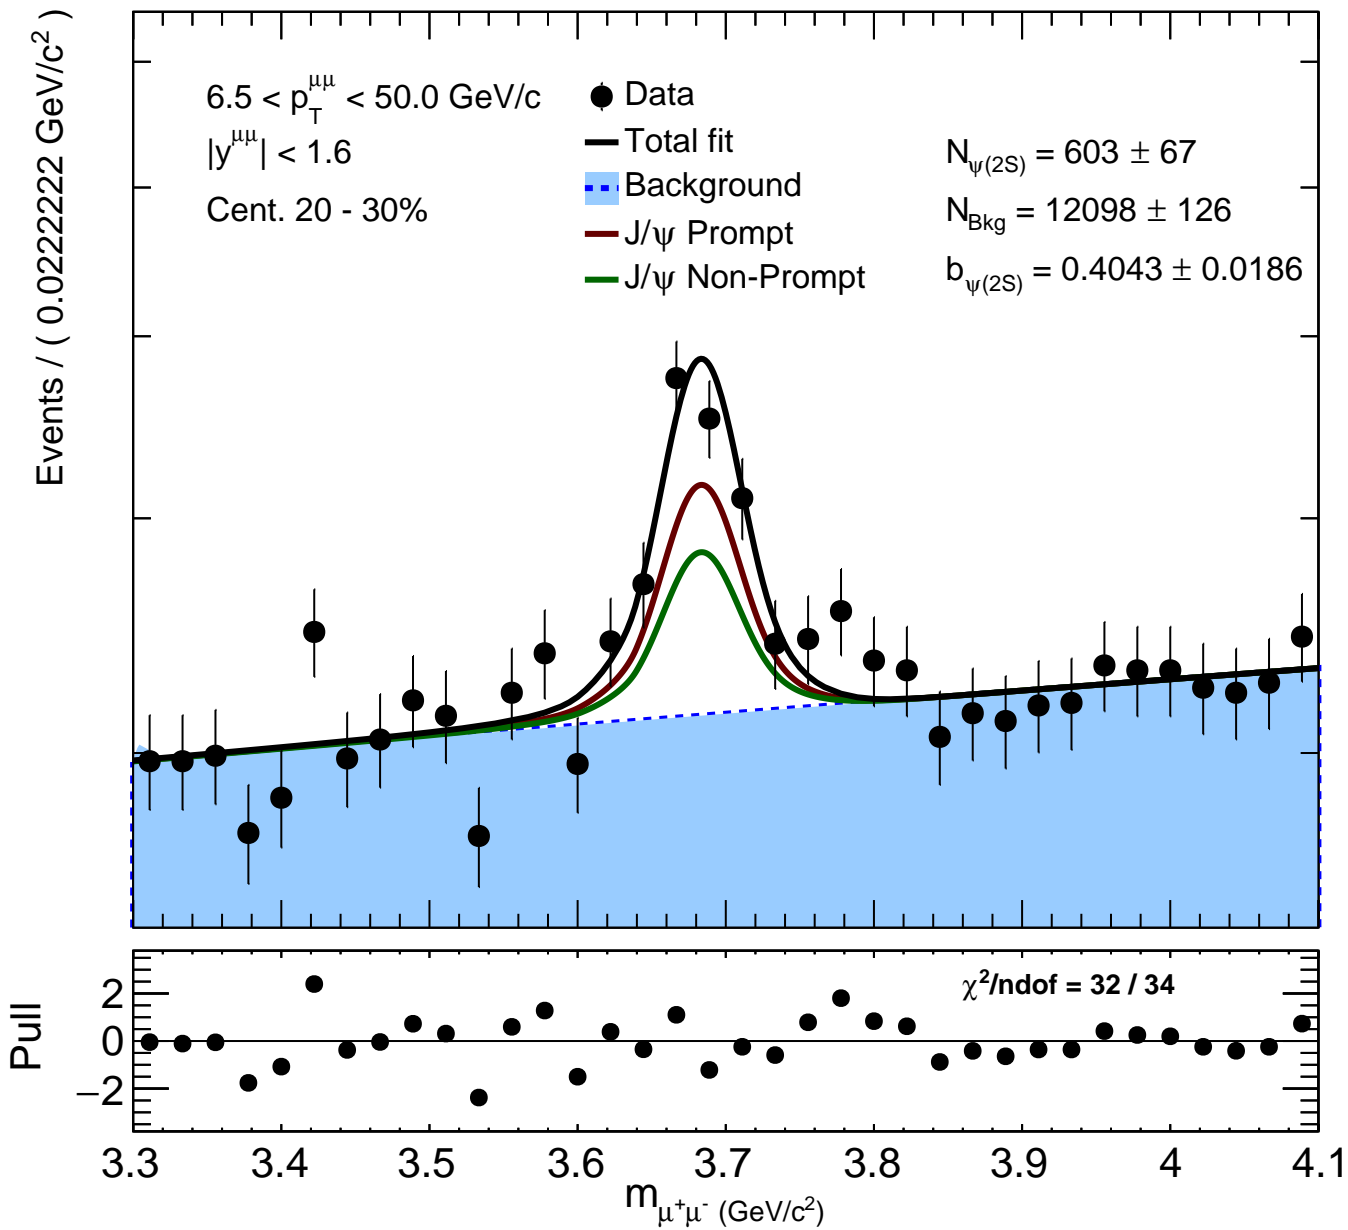 Events / ( 0.0222222 GeV/c² )
6.5 < p_T^μμ < 50.0 GeV/c
|y^μμ| < 1.6
Cent. 20 - 30%
Data
Total fit
Background
J/ψ Prompt
J/ψ Non-Prompt
N_ψ(2S) = 603 ± 67
N_Bkg = 12098 ± 126
b_ψ(2S) = 0.4043 ± 0.0186
Pull
2
0
−2
χ²/ndof = 32 / 34
3.3 3.4 3.5 3.6 3.7 3.8 3.9 4 4.1
m_μ⁺μ⁻ (GeV/c²)